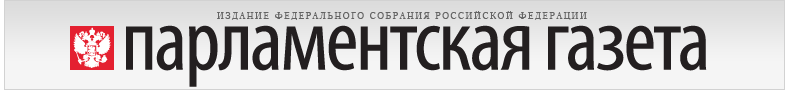 ИЗДАНИЕ ФЕДЕРАЛЬНОГО СОБРАНИЯ РОССИЙСКОЙ ФЕДЕРАЦИИ
парламентская газета